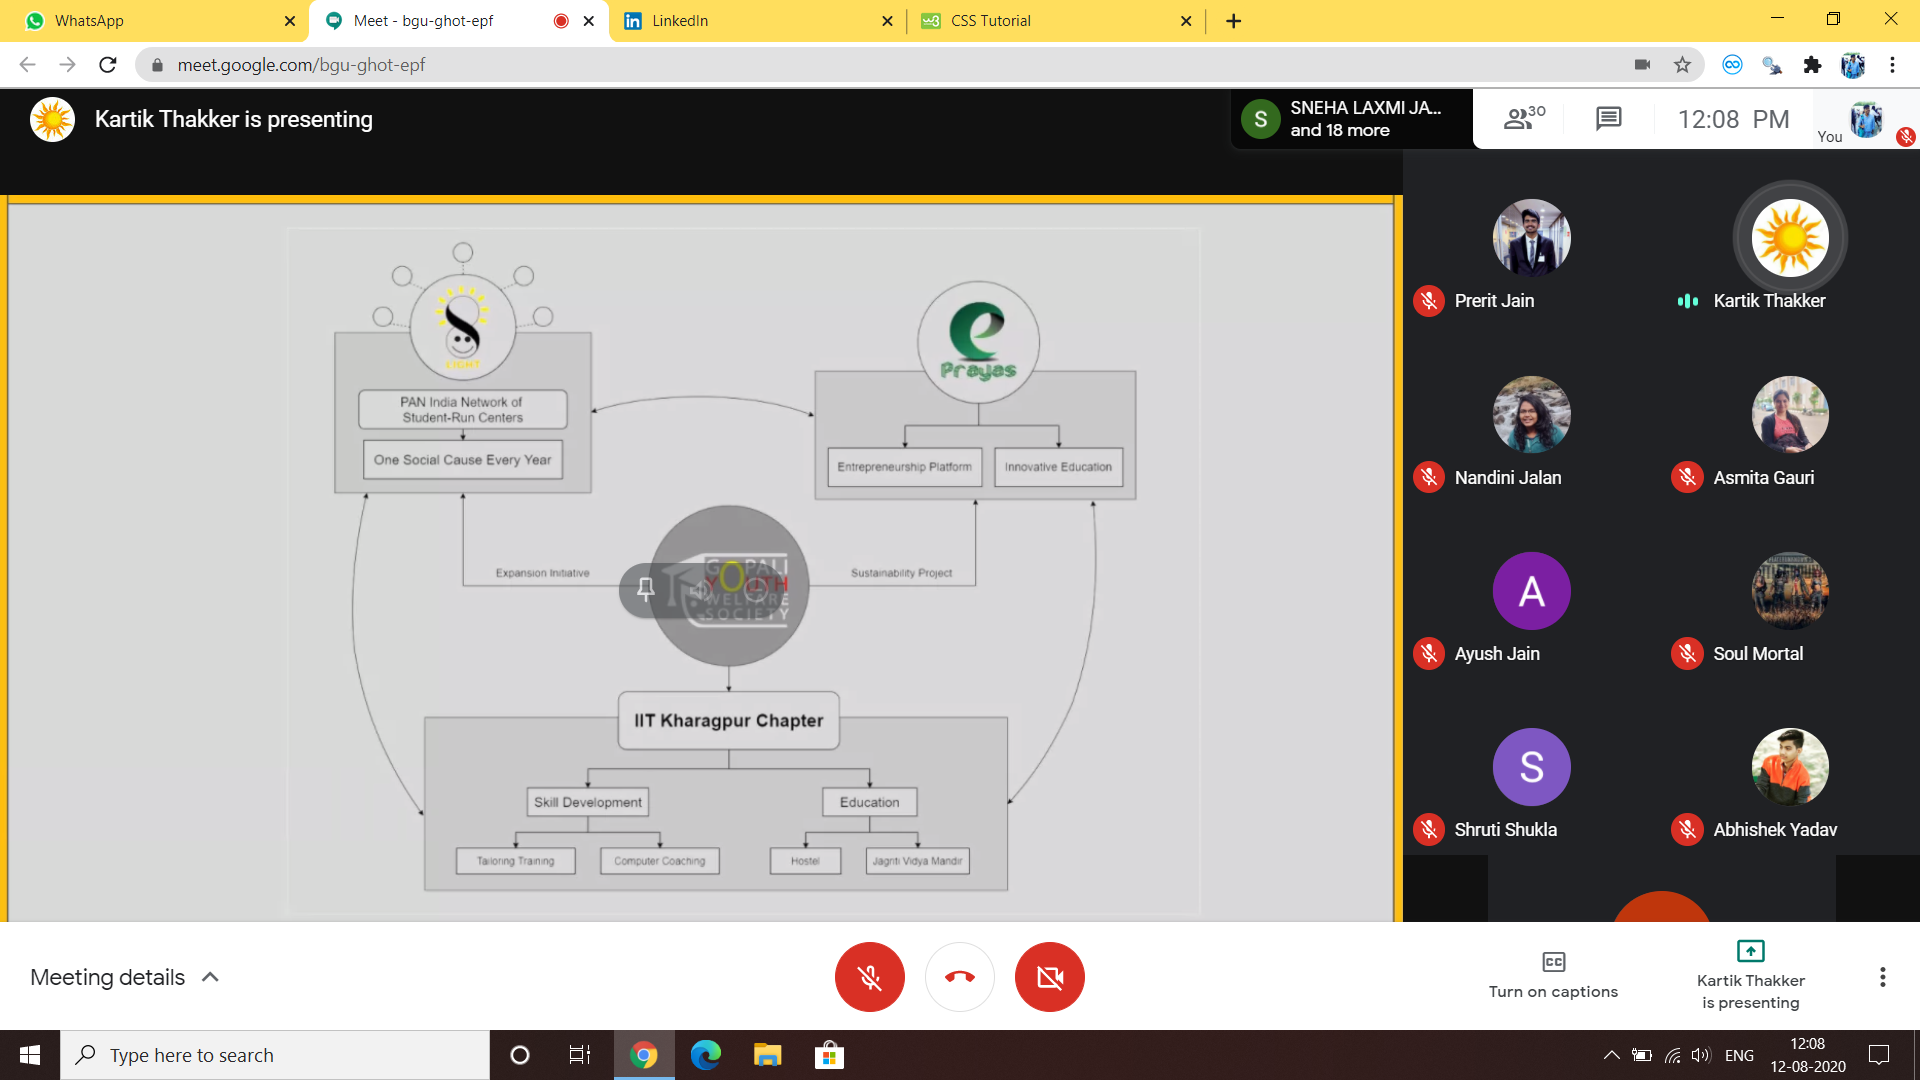 WhatsApp
Meet - bgu-ghot-epf
LinkedIn
CSS Tutorial
meet.google.com/bgu-ghot-epf
Kartik Thakker is presenting
S
SNEHA LAXMI JA...
and 18 more
30
12:08 PM
You
LIGHT
PAN India Network of
Student-Run Centers
One Social Cause Every Year
Prayas
Entrepreneurship Platform
Innovative Education
Expansion Initiative
GOPALI
YOUTH
WELFARE
SOCIETY
Sustainability Project
IIT Kharagpur Chapter
Skill Development
Education
Tailoring Training
Computer Coaching
Hostel
Jagriti Vidya Mandir
Prerit Jain
Kartik Thakker
Nandini Jalan
Asmita Gauri
A
Ayush Jain
Soul Mortal
S
Shruti Shukla
Abhishek Yadav
Meeting details
CC
Turn on captions
Kartik Thakker
is presenting
Type here to search
ENG
12:08
12-08-2020